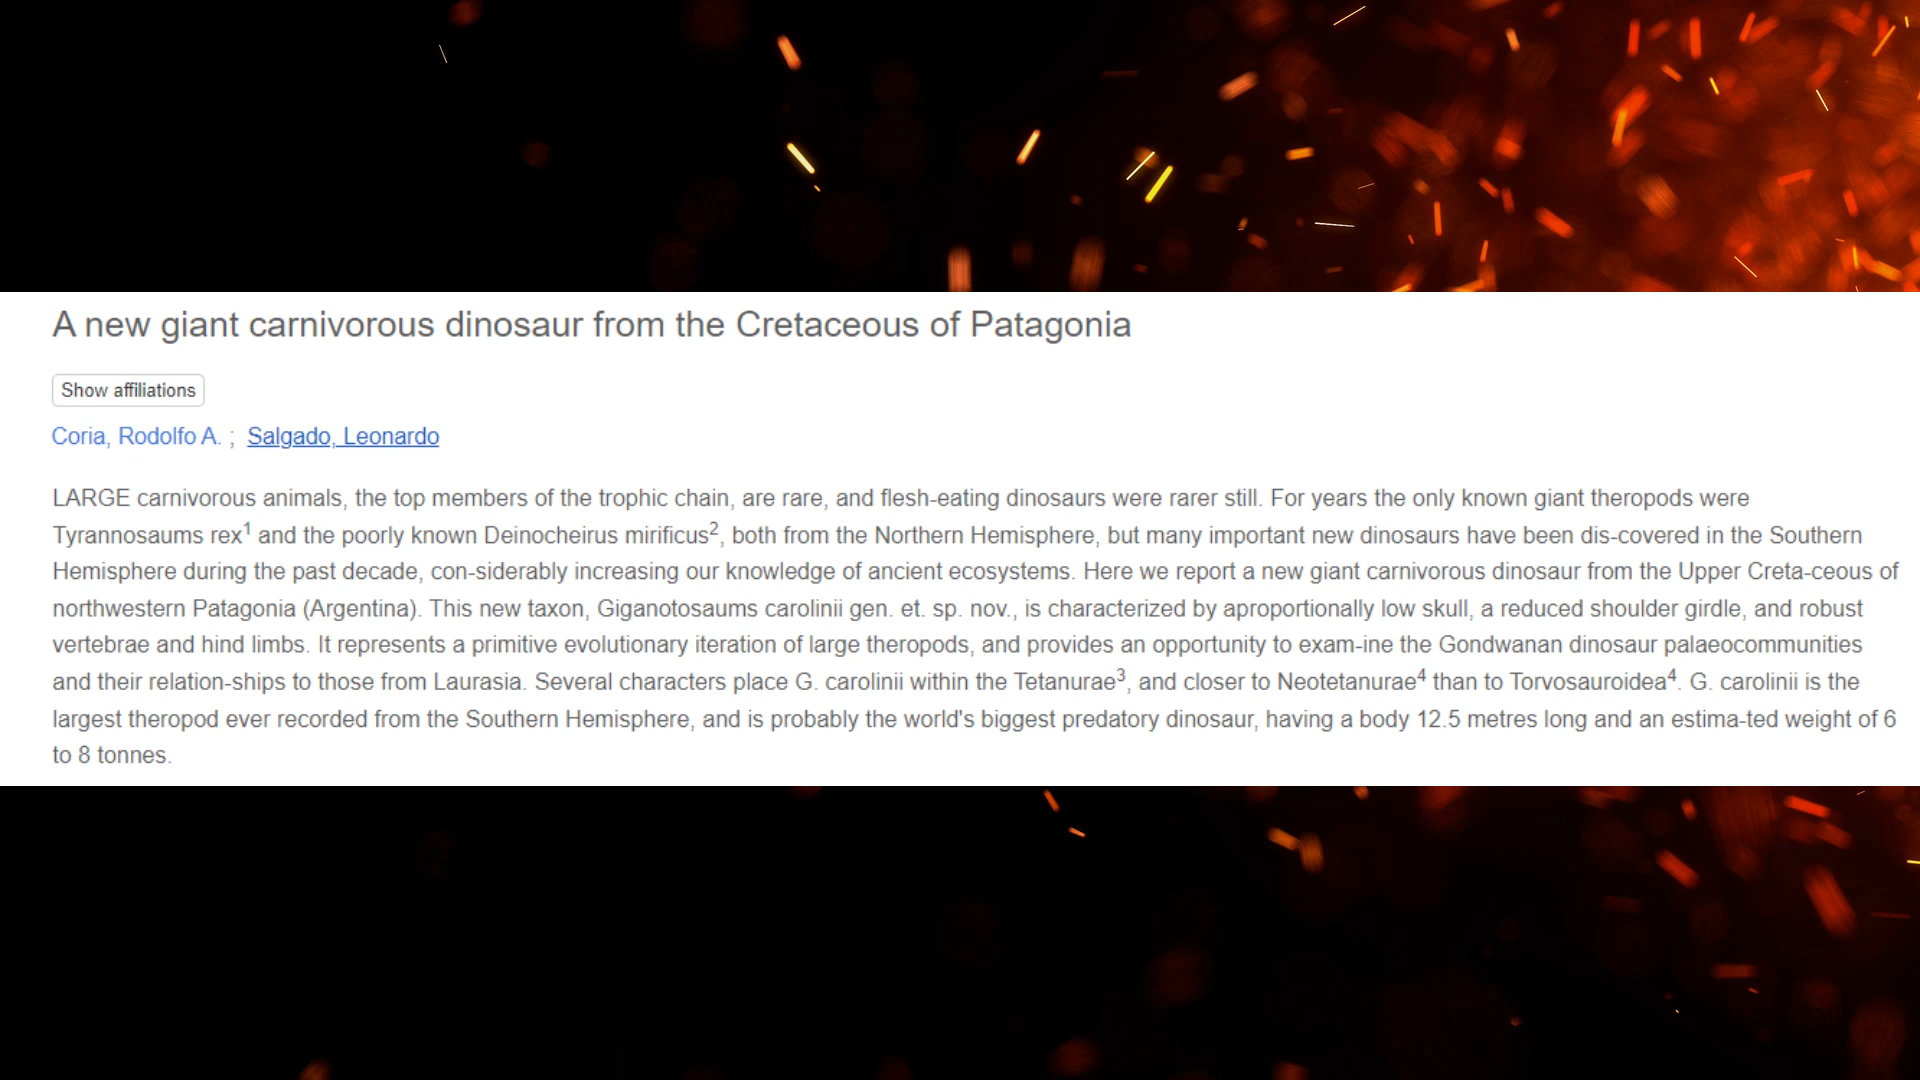 A new giant carnivorous dinosaur from the Cretaceous of Patagonia
Show affiliations
Coria, Rodolfo A. ; Salgado, Leonardo
LARGE carnivorous animals, the top members of the trophic chain, are rare, and flesh-eating dinosaurs were rarer still. For years the only known giant theropods were
Tyrannosaums rex1 and the poorly known Deinocheirus mirificus2, both from the Northern Hemisphere, but many important new dinosaurs have been dis-covered in the Southern
Hemisphere during the past decade, con-siderably increasing our knowledge of ancient ecosystems. Here we report a new giant carnivorous dinosaur from the Upper Creta-ceous of
northwestern Patagonia (Argentina). This new taxon, Giganotosaums carolinii gen. et. sp. nov., is characterized by aproportionally low skull, a reduced shoulder girdle, and robust
vertebrae and hind limbs. It represents a primitive evolutionary iteration of large theropods, and provides an opportunity to exam-ine the Gondwanan dinosaur palaeocommunities
and their relation-ships to those from Laurasia. Several characters place G. carolinii within the Tetanurae3, and closer to Neotetanurae4 than to Torvosauroidea4. G. carolinii is the
largest theropod ever recorded from the Southern Hemisphere, and is probably the world's biggest predatory dinosaur, having a body 12.5 metres long and an estima-ted weight of 6
to 8 tonnes.